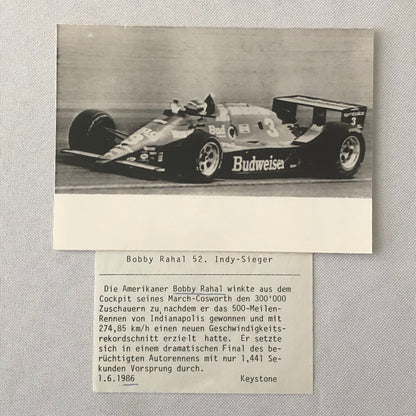 Bud
3
3
Budweiser
Bobby Rahal 52. Indy-Sieger
Die Amerikaner Bobby Rahal winkte aus dem
Cockpit seines March-Cosworth den 300'000
Zuschauern zu,nachdem er das 500-Meilen-
Rennen von Indianapolis gewonnen und mit
274,85 km/h einen neuen Geschwindigkeits-
rekordschnitt erzielt hatte. Er setzte
sich in einem dramatischen Final des be-
rüchtigten Autorennens mit nur 1,441 Se-
kunden Vorsprung durch.
1.6.1986 Keystone